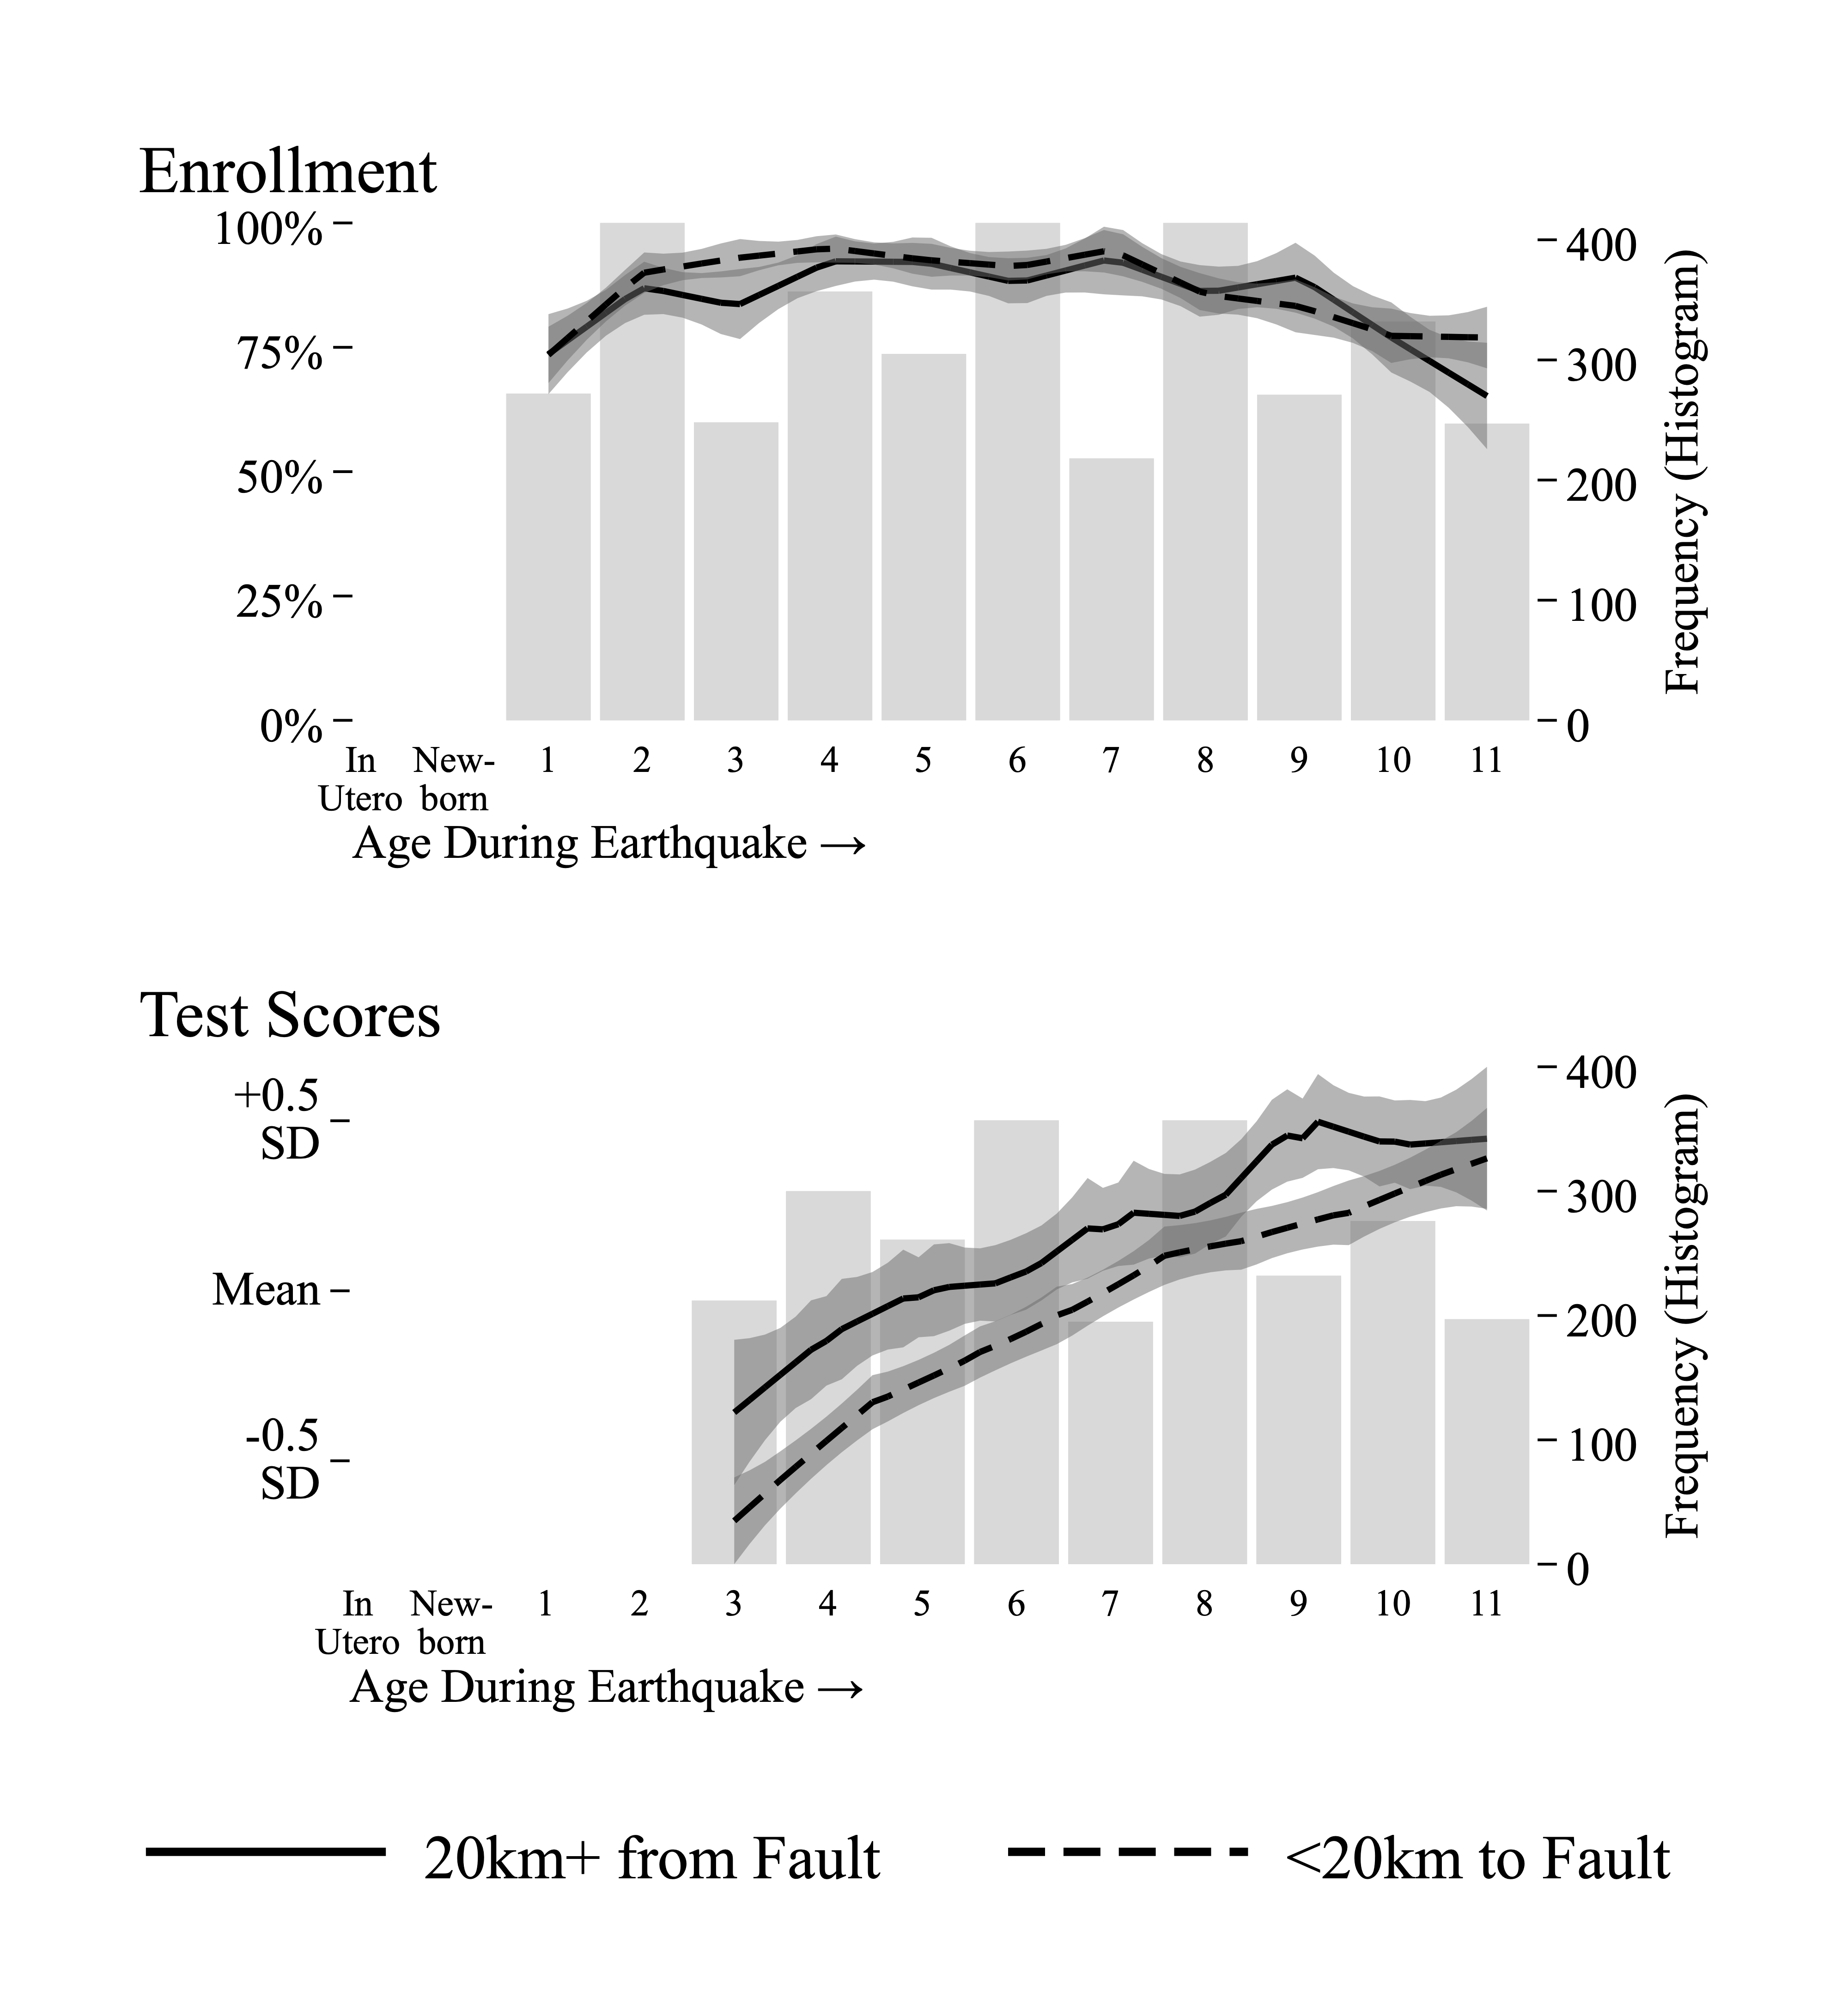 Enrollment
100%
75%
50%
25%
0%
400
300
200
100
0
Frequency (Histogram)
In Utero
New-born
1 2 3 4 5 6 7 8 9 10 11
Age During Earthquake →
Test Scores
+0.5 SD
Mean
-0.5 SD
400
300
200
100
0
Frequency (Histogram)
In Utero
New-born
1 2 3 4 5 6 7 8 9 10 11
Age During Earthquake →
20km+ from Fault
<20km to Fault